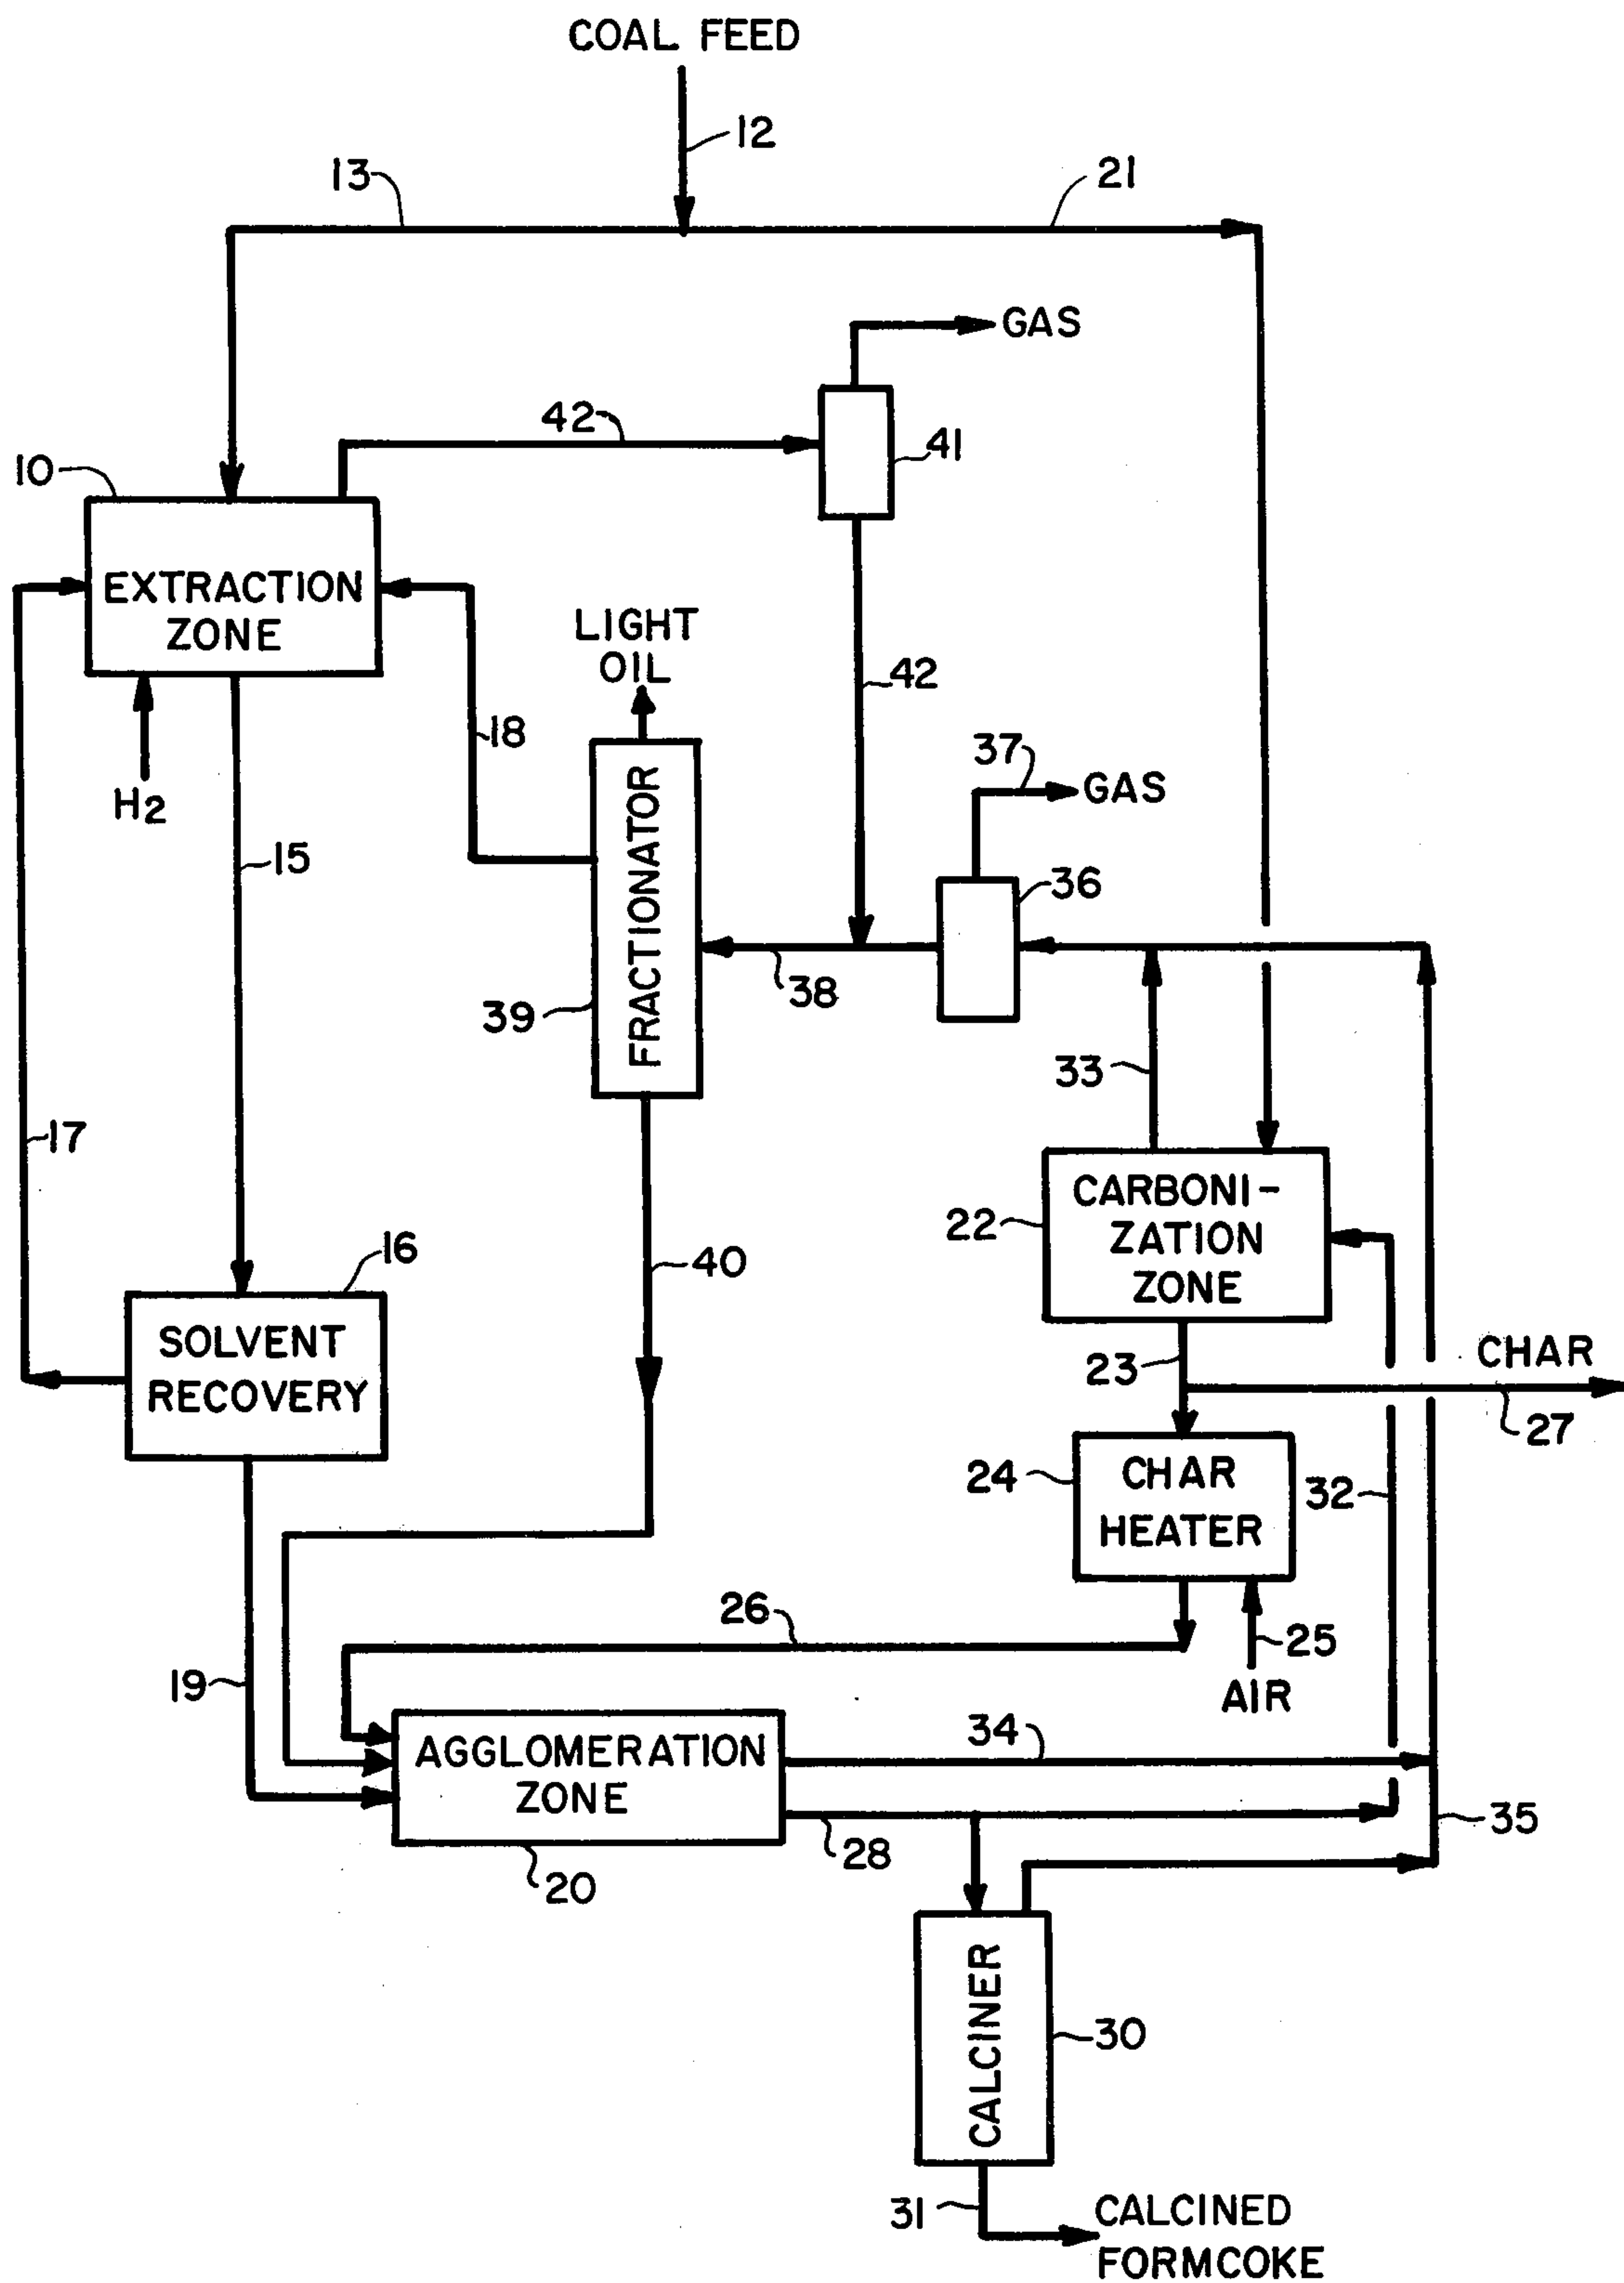 COAL FEED
12
13
21
GAS
42
41
10
EXTRACTION
ZONE
LIGHT
OIL
42
18
37
GAS
H2
15
36
FRACTIONATOR
38
39
33
17
CARBONI-
ZATION
ZONE
22
16
40
SOLVENT
RECOVERY
23
CHAR
27
24
CHAR
HEATER
32
26
25
AIR
19
34
AGGLOMERATION
ZONE
28
35
20
CALCINER
30
31
CALCINED
FORMCOKE